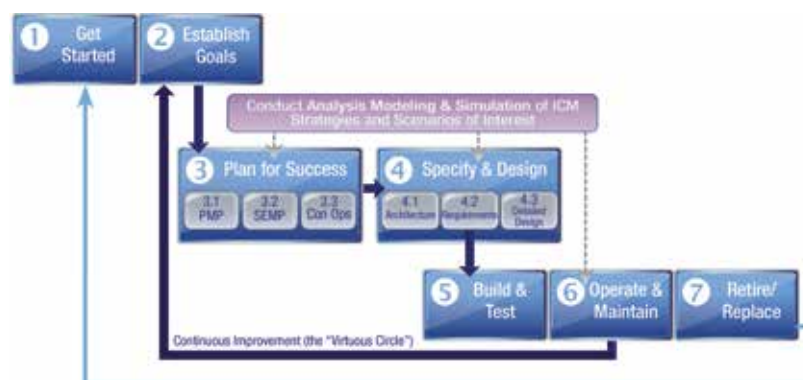 1 Get
Started
2 Establish
Goals
Conduct Analysis Modeling & Simulation of ICM
Strategies and Scenarios of Interest
3 Plan for Success
3.1
PMP
3.2
SEMP
3.3
Con Ops
4 Specify & Design
4.1
Architecture
4.2
Requirements
4.3
Detailed
Design
5 Build &
Test
6 Operate &
Maintain
7 Retire/
Replace
Continuous Improvement (the "Virtuous Circle")